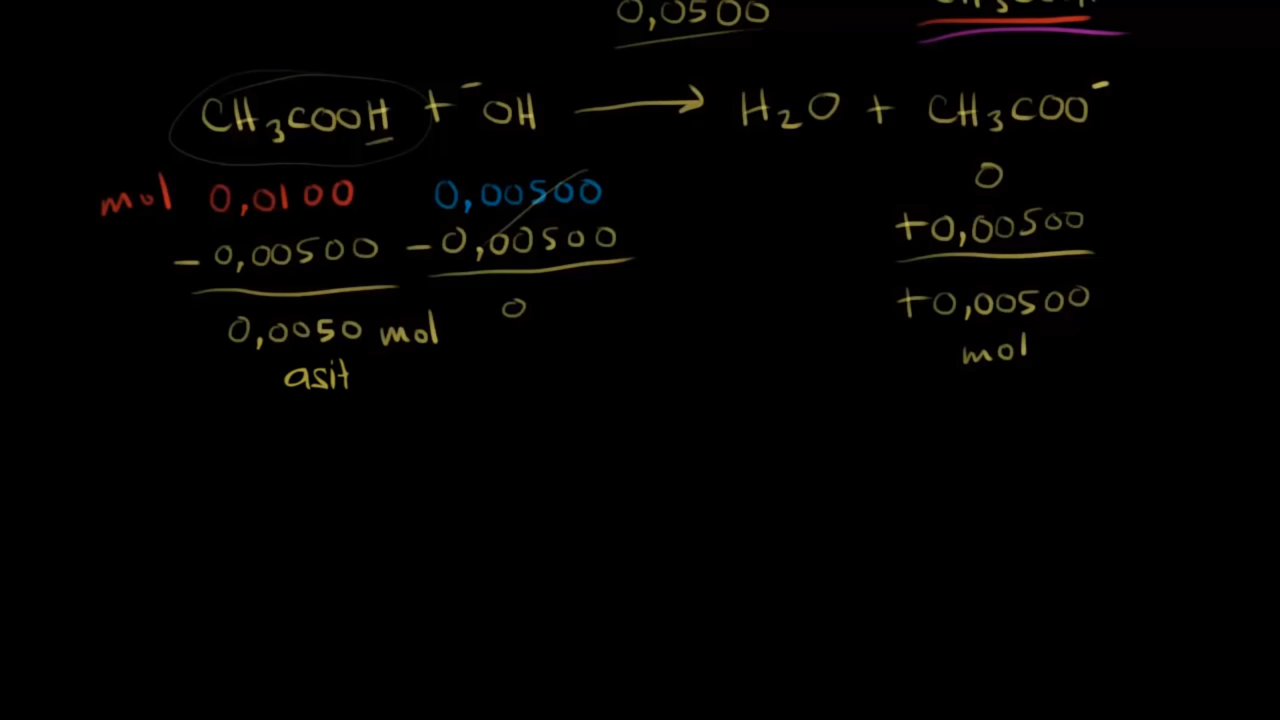 0,0500
CH₃COOH + ⁻OH → H₂O + CH₃COO⁻
mol 0,0100 0,00500 0
- 0,00500 - 0,00500 +0,00500
0,0050 mol 0 +0,00500
asit mol